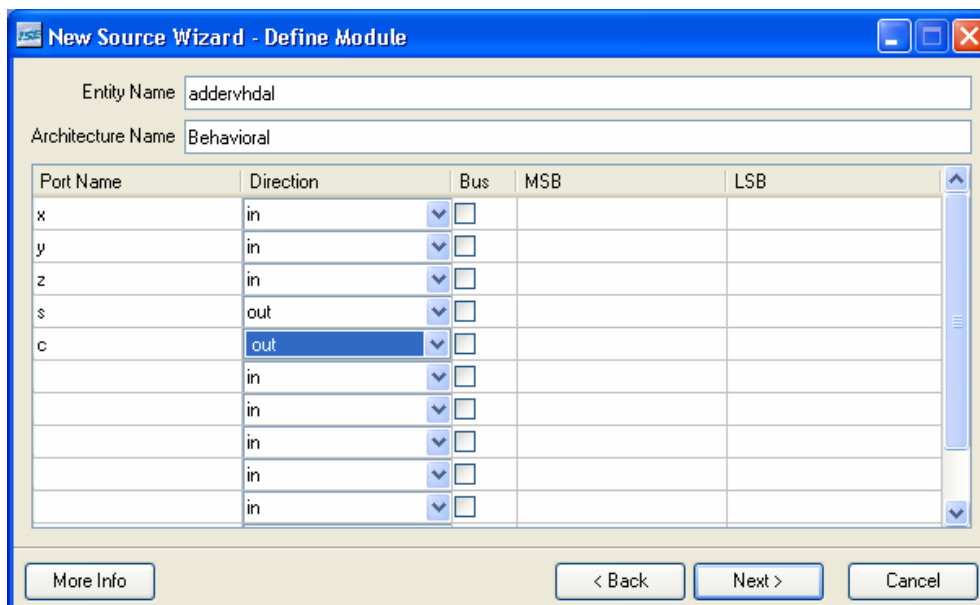 ISE New Source Wizard - Define Module
Entity Name addervhdal
Architecture Name Behavioral
Port Name Direction Bus MSB LSB
x in
y in
z in
s out
c out
in
in
in
in
in
More Info < Back Next > Cancel